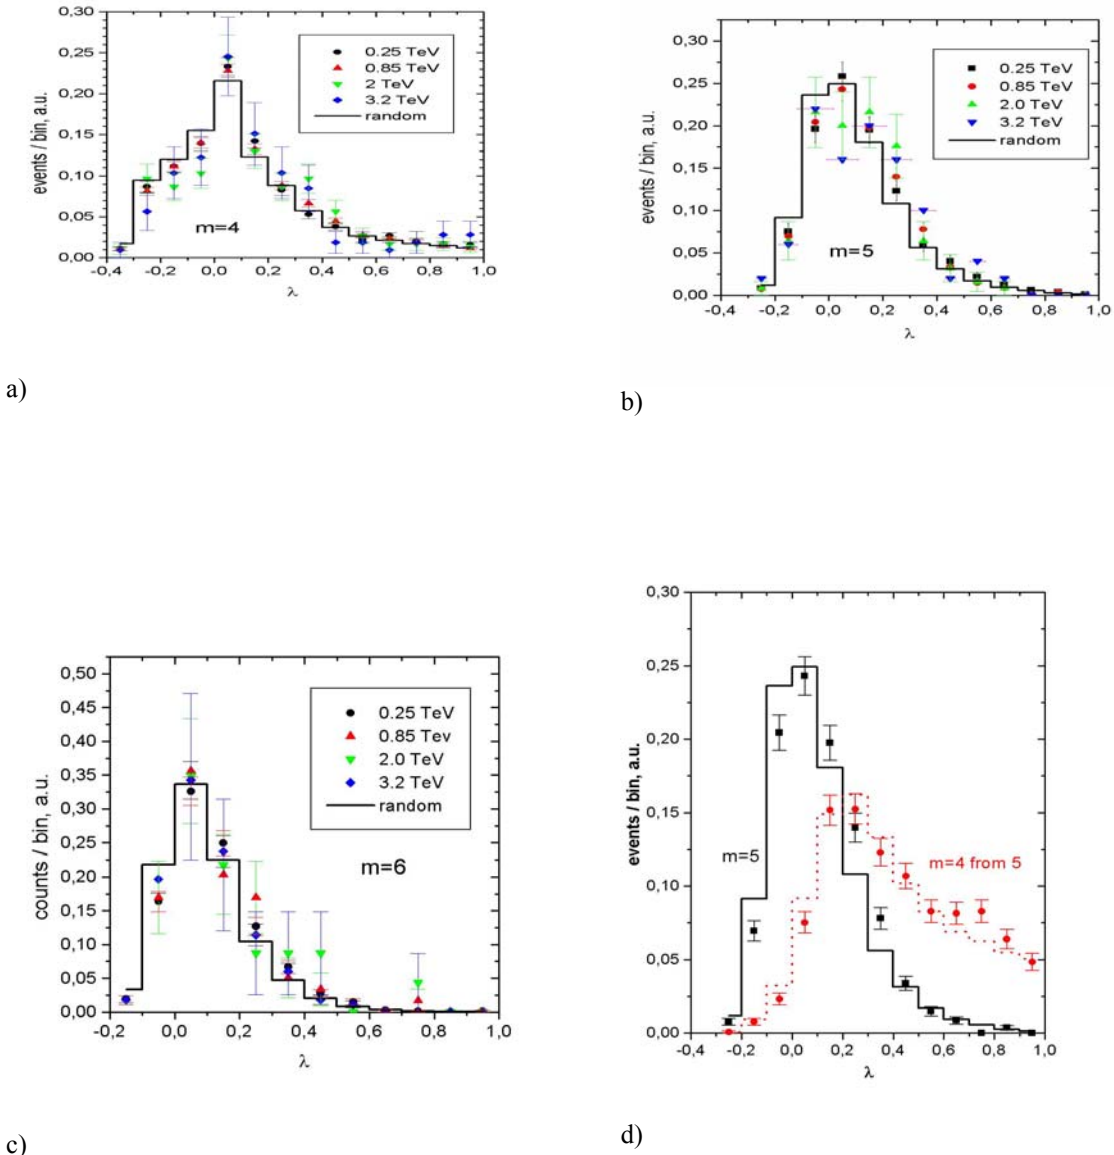 0,30
0,25
0,20
0,15
0,10
0,05
0,00
events / bin, a.u.
0.25 TeV
0.85 TeV
2 TeV
3.2 TeV
random
m=4
-0,4 -0,2 0,0 0,2 0,4 0,6 0,8 1,0
λ
a)
0,30
0,25
0,20
0,15
0,10
0,05
0,00
events / bin, a.u.
0.25 TeV
0.85 TeV
2.0 TeV
3.2 TeV
random
m=5
-0,4 -0,2 0,0 0,2 0,4 0,6 0,8 1,0
λ
b)
0,50
0,45
0,40
0,35
0,30
0,25
0,20
0,15
0,10
0,05
0,00
counts / bin, a.u.
0.25 TeV
0.85 Tev
2.0 TeV
3.2 TeV
random
m=6
-0,2 0,0 0,2 0,4 0,6 0,8 1,0
λ
c)
0,30
0,25
0,20
0,15
0,10
0,05
0,00
events / bin, a.u.
m=5
m=4 from 5
-0,4 -0,2 0,0 0,2 0,4 0,6 0,8 1,0
λ
d)